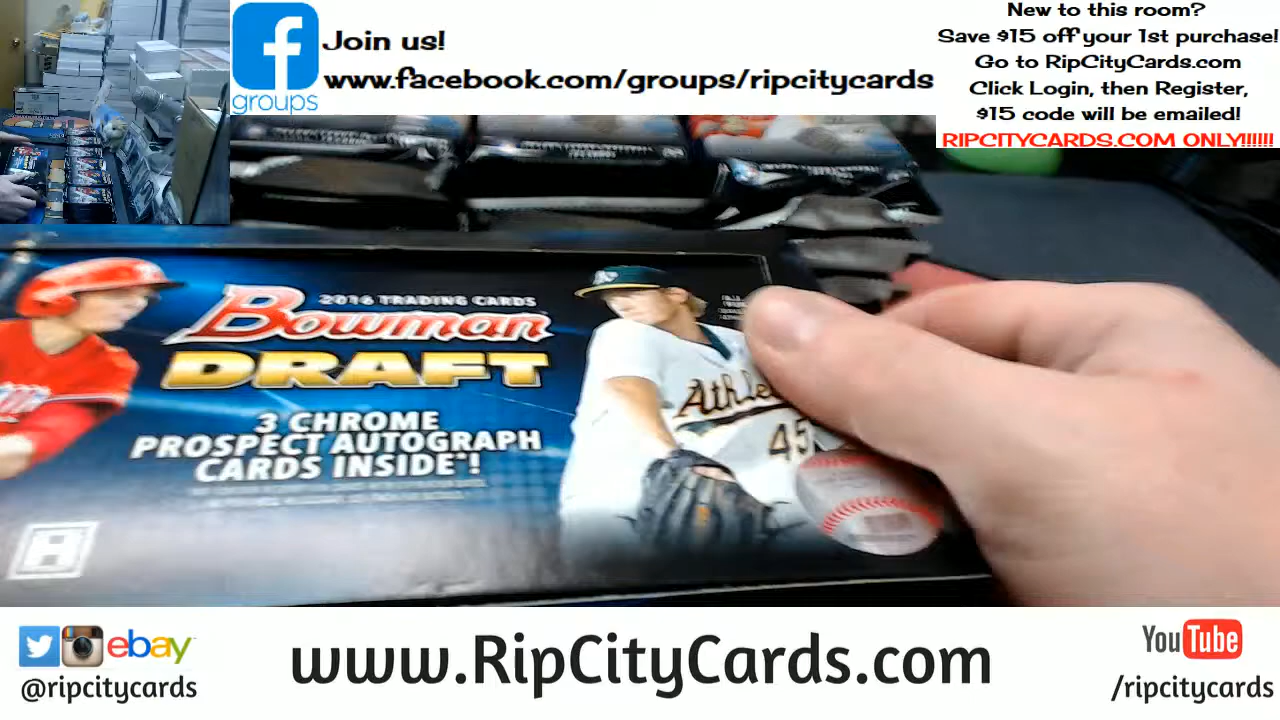 Join us!
www.facebook.com/groups/ripcitycards
groups
New to this room?
Save $15 off your 1st purchase!
Go to RipCityCards.com
Click Login, then Register,
$15 code will be emailed!
RIPCITYCARDS.COM ONLY!!!!!!
2016 TRADING CARDS
Bowman
DRAFT
3 CHROME
PROSPECT AUTOGRAPH
CARDS INSIDE*!
A's
Athle
45
ebay
@ripcitycards
www.RipCityCards.com
YouTube
/ripcitycards